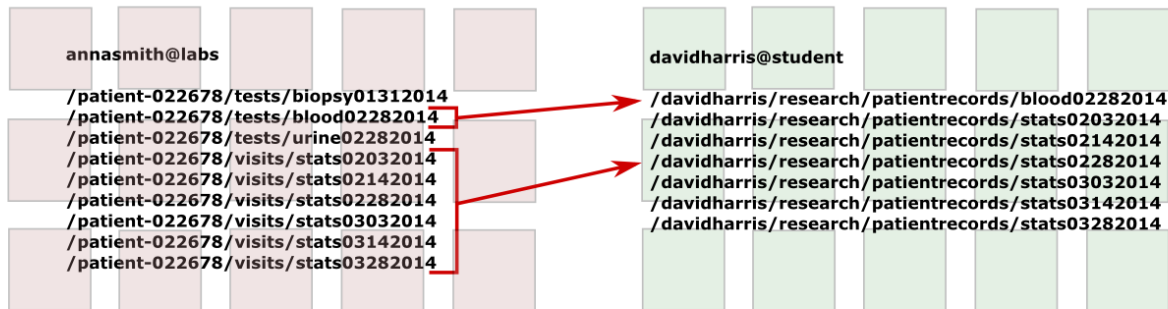 annasmith@labs
/patient-022678/tests/biopsy01312014
/patient-022678/tests/blood02282014
/patient-022678/tests/urine02282014
/patient-022678/visits/stats02032014
/patient-022678/visits/stats02142014
/patient-022678/visits/stats02282014
/patient-022678/visits/stats03032014
/patient-022678/visits/stats03142014
/patient-022678/visits/stats03282014
davidharris@student
/davidharris/research/patientrecords/blood02282014
/davidharris/research/patientrecords/stats02032014
/davidharris/research/patientrecords/stats02142014
/davidharris/research/patientrecords/stats02282014
/davidharris/research/patientrecords/stats03032014
/davidharris/research/patientrecords/stats03142014
/davidharris/research/patientrecords/stats03282014